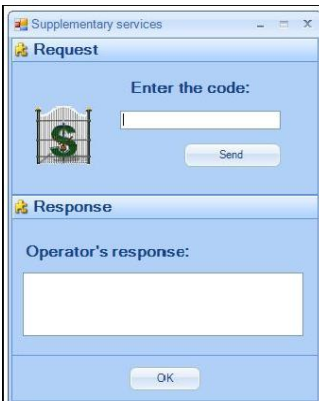 Supplementary services
Request
Enter the code:
S
Send
Response
Operator's response:
OK